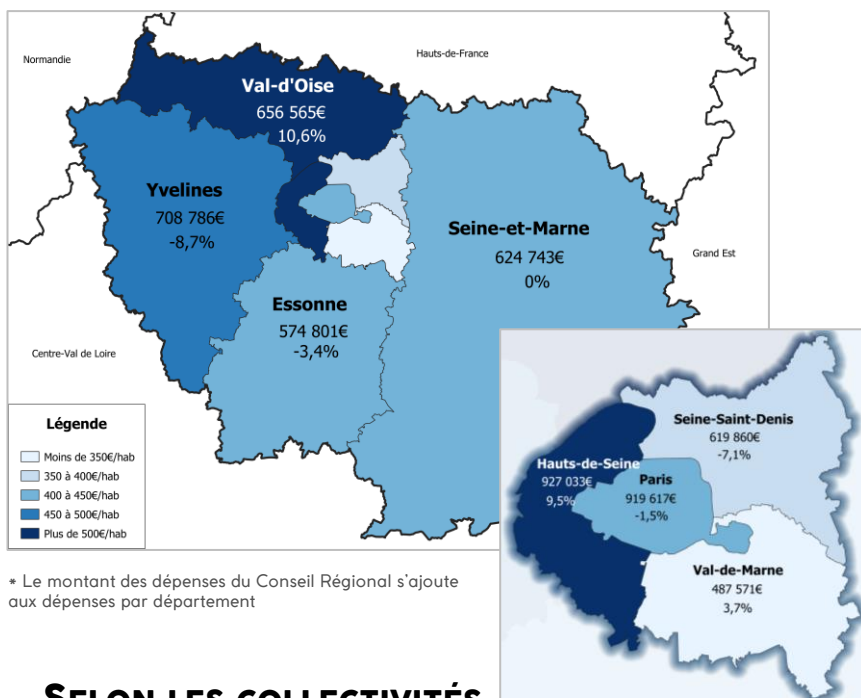 Normandie
Hauts-de-France
Val-d'Oise
656 565€
10,6%
Yvelines
708 786€
-8,7%
Seine-et-Marne
624 743€
0%
Grand Est
Essonne
574 801€
-3,4%
Centre-Val de Loire
Légende
Moins de 350€/hab
350 à 400€/hab
400 à 450€/hab
450 à 500€/hab
Plus de 500€/hab
Seine-Saint-Denis
619 860€
-7,1%
Hauts-de-Seine
927 033€
9,5%
Paris
919 617€
-1,5%
Val-de-Marne
487 571€
3,7%
* Le montant des dépenses du Conseil Régional s'ajoute
aux dépenses par département
SELON LES COLLECTIVITÉS